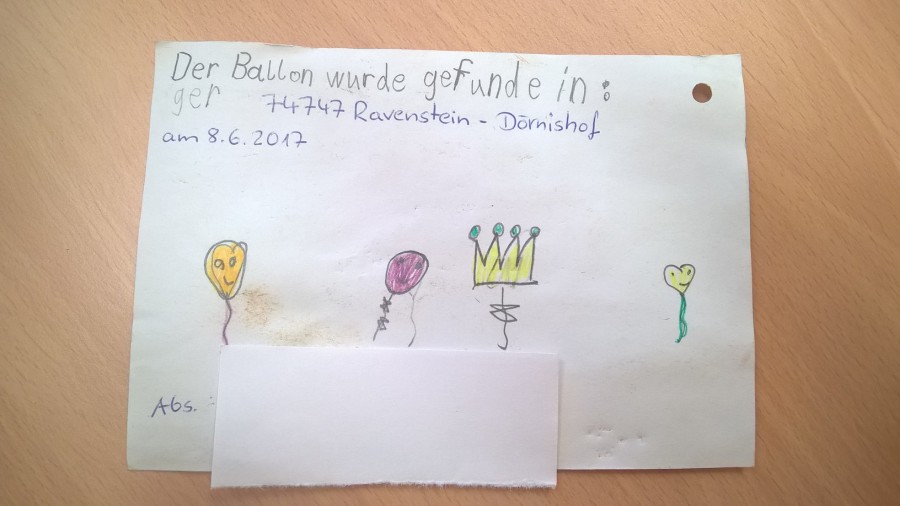 Der Ballon wurde gefunde in:
ger 74747 Ravenstein - Dörnishof
am 8.6.2017
Abs. :